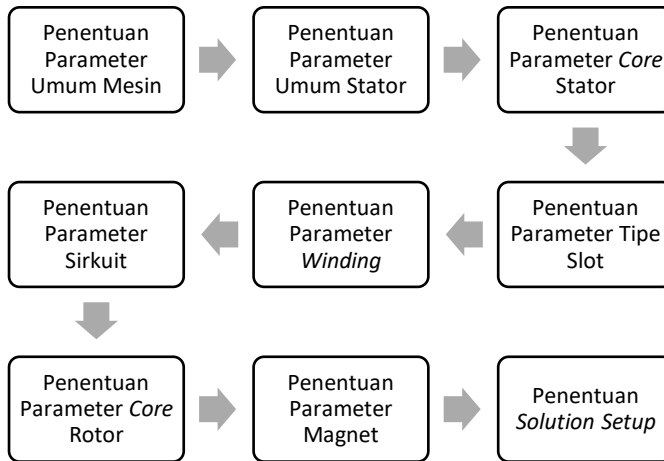 Penentuan
Parameter
Umum Mesin
Penentuan
Parameter
Umum Stator
Penentuan
Parameter Core
Stator
Penentuan
Parameter Tipe
Slot
Penentuan
Parameter
Winding
Penentuan
Parameter
Sirkuit
Penentuan
Parameter Core
Rotor
Penentuan
Parameter
Magnet
Penentuan
Solution Setup